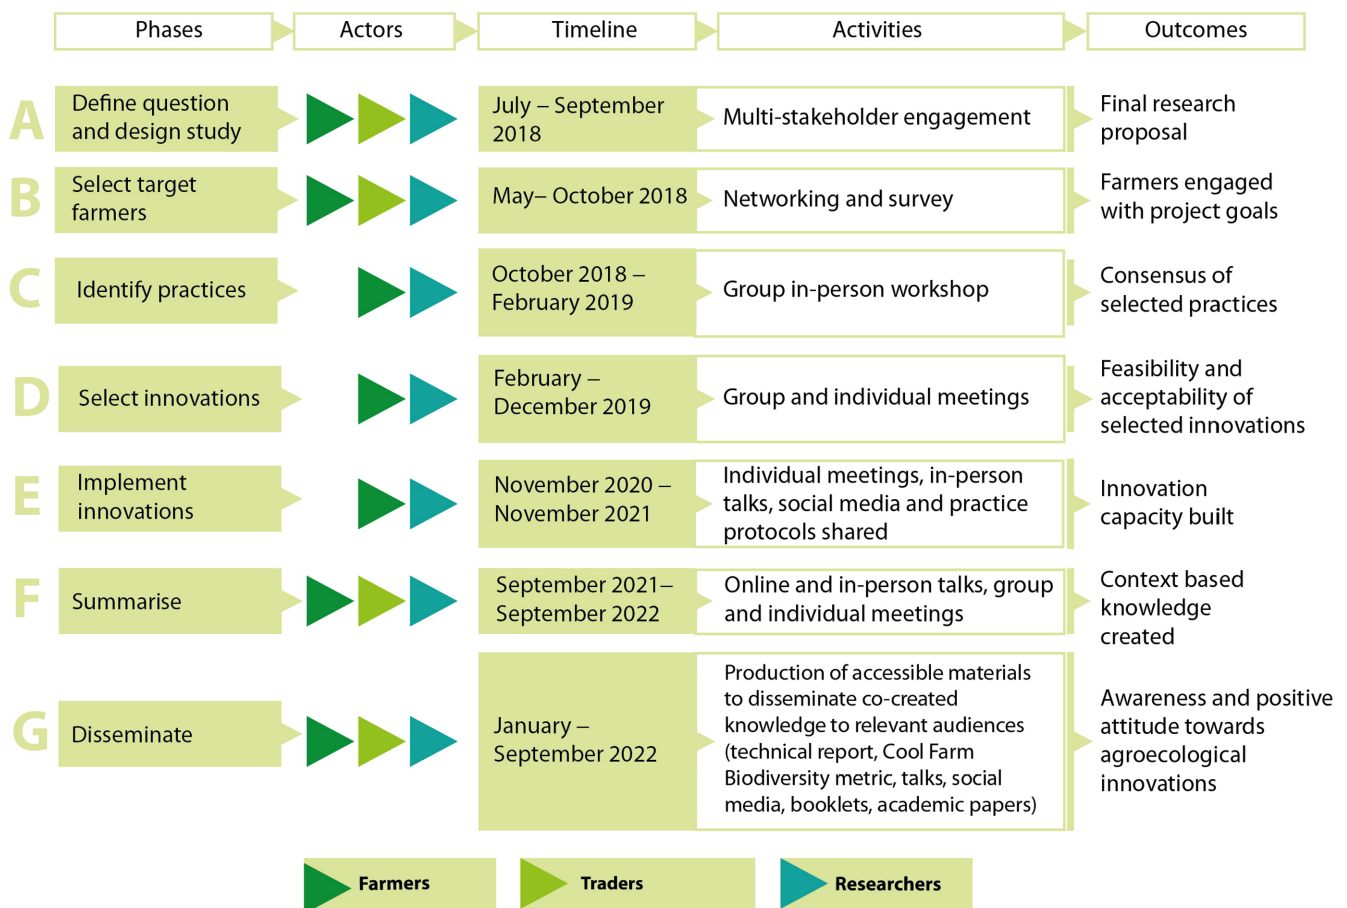 Phases
Actors
Timeline
Activities
Outcomes
A
Define question
and design study
July – September
2018
Multi-stakeholder engagement
Final research
proposal
B
Select target
farmers
May– October 2018
Networking and survey
Farmers engaged
with project goals
C
Identify practices
October 2018 –
February 2019
Group in-person workshop
Consensus of
selected practices
D
Select innovations
February –
December 2019
Group and individual meetings
Feasibility and
acceptability of
selected innovations
E
Implement
innovations
November 2020 –
November 2021
Individual meetings, in-person
talks, social media and practice
protocols shared
Innovation
capacity built
F
Summarise
September 2021–
September 2022
Online and in-person talks, group
and individual meetings
Context based
knowledge
created
G
Disseminate
January –
September 2022
Production of accessible materials
to disseminate co-created
knowledge to relevant audiences
(technical report, Cool Farm
Biodiversity metric, talks, social
media, booklets, academic papers)
Awareness and positive
attitude towards
agroecological
innovations
Farmers
Traders
Researchers